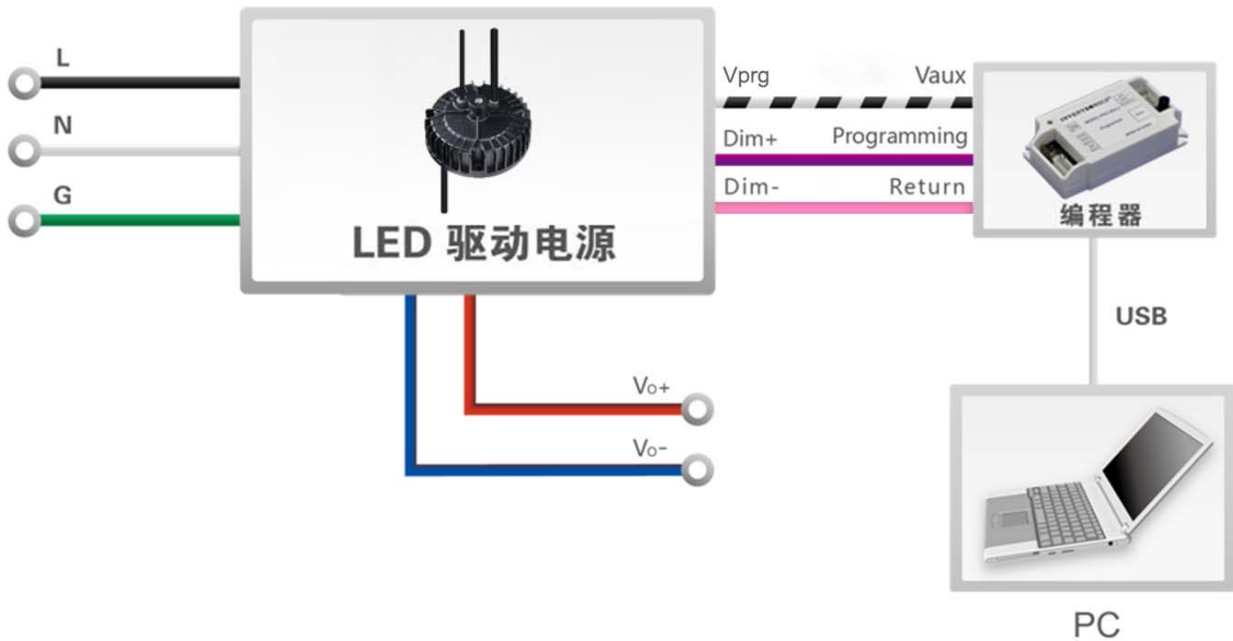 L
N
G
LED 驱动电源
Vprg Vaux
Dim+ Programming
Dim- Return
编程器
USB
Vo+
Vo-
PC